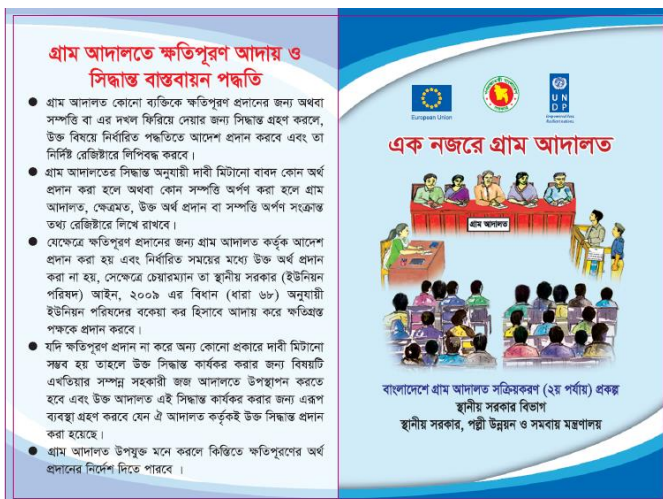 গ্রাম আদালতে ক্ষতিপূরণ আদায় ও
সিদ্ধান্ত বাস্তবায়ন পদ্ধতি
● গ্রাম আদালত কোনো ব্যক্তিকে ক্ষতিপূরণ প্রদানের জন্য অথবা
সম্পত্তি বা এর দখল ফিরিয়ে দেয়ার জন্য সিদ্ধান্ত গ্রহণ করলে,
উক্ত বিষয়ে নির্ধারিত পদ্ধতিতে আদেশ প্রদান করবে এবং তা
নির্দিষ্ট রেজিষ্টারে লিপিবদ্ধ করবে।
● গ্রাম আদালতের সিদ্ধান্ত অনুযায়ী দাবী মিটানো বাবদ কোন অর্থ
প্রদান করা হলে অথবা কোন সম্পত্তি অর্পণ করা হলে গ্রাম
আদালত, ক্ষেত্রমত, উক্ত অর্থ প্রদান বা সম্পত্তি অর্পণ সংক্রান্ত
তথ্য রেজিষ্টারে লিখে রাখবে।
● যেক্ষেত্রে ক্ষতিপূরণ প্রদানের জন্য গ্রাম আদালত কর্তৃক আদেশ
প্রদান করা হয় এবং নির্ধারিত সময়ের মধ্যে উক্ত অর্থ প্রদান
করা না হয়, সেক্ষেত্রে চেয়ারম্যান তা স্থানীয় সরকার (ইউনিয়ন
পরিষদ) আইন, ২০০৯ এর বিধান (ধারা ৬৮) অনুযায়ী
ইউনিয়ন পরিষদের বকেয়া কর হিসাবে আদায় করে ক্ষতিগ্রস্ত
পক্ষকে প্রদান করবে।
● যদি ক্ষতিপূরণ প্রদান না করে অন্য কোনো প্রকারে দাবী মিটানো
সম্ভব হয় তাহলে উক্ত সিদ্ধান্ত কার্যকর করার জন্য বিষয়টি
এখতিয়ার সম্পন্ন সহকারী জজ আদালতে উপস্থাপন করতে
হবে এবং উক্ত আদালত এই সিদ্ধান্ত কার্যকর করার জন্য এরূপ
ব্যবস্থা গ্রহণ করবে যেন ঐ আদালত কর্তৃকই উক্ত সিদ্ধান্ত প্রদান
করা হয়েছে।
● গ্রাম আদালত উপযুক্ত মনে করলে কিস্তিতে ক্ষতিপূরণের অর্থ
প্রদানের নির্দেশ দিতে পারবে ।
European Union
U N
D P
এক নজরে গ্রাম আদালত
গ্রাম আদালত
বাংলাদেশে গ্রাম আদালত সক্রিয়করণ (২য় পর্যায়) প্রকল্প
স্থানীয় সরকার বিভাগ
স্থানীয় সরকার, পল্লী উন্নয়ন ও সমবায় মন্ত্রণালয়